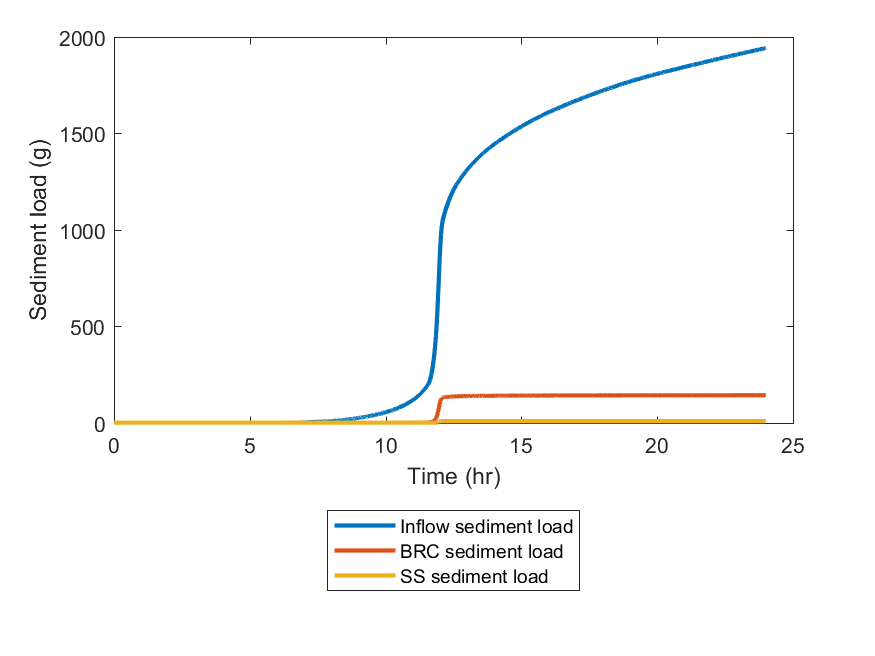 2000
1500
1000
500
0
Sediment load (g)
0 5 10 15 20 25
Time (hr)
Inflow sediment load
BRC sediment load
SS sediment load